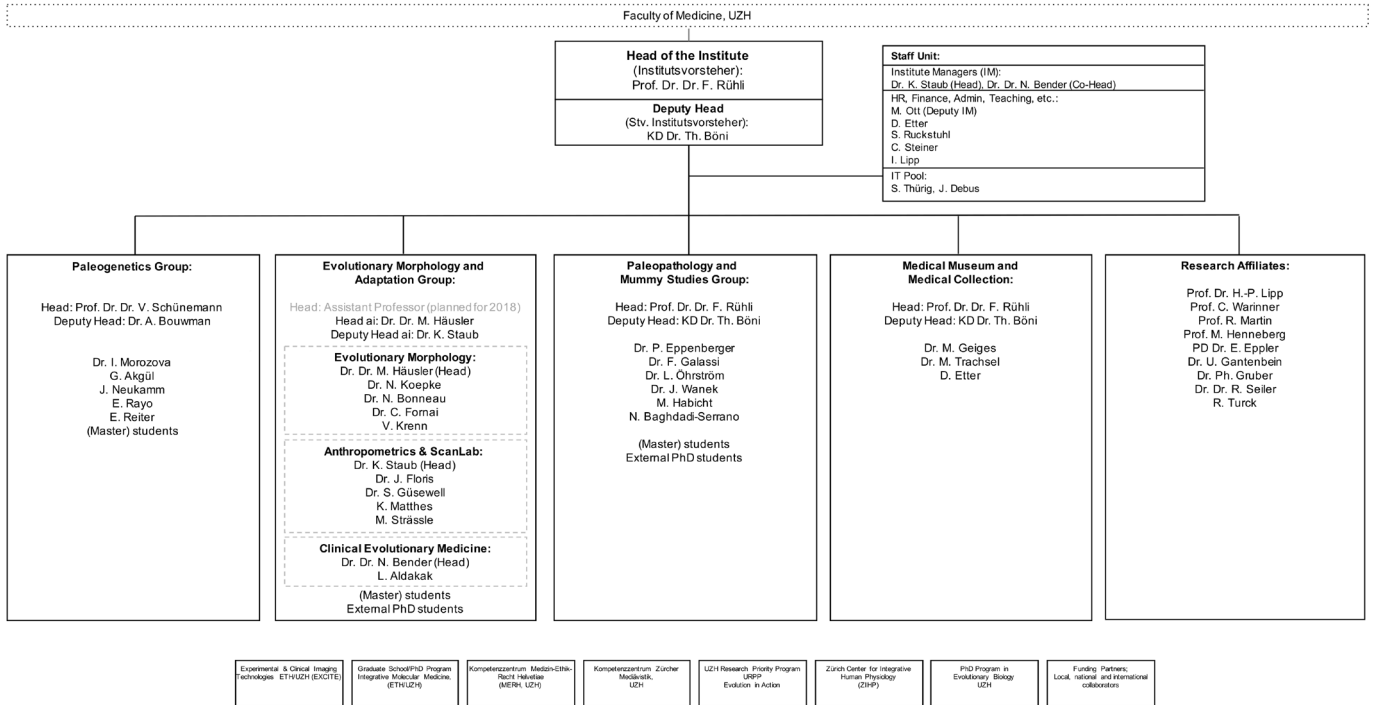 Faculty of Medicine, UZH
Head of the Institute
(Institutsvorsteher):
Prof. Dr. Dr. F. Rühli
Deputy Head
(Stv. Institutsvorsteher):
KD Dr. Th. Böni
Staff Unit:
Institute Managers (IM):
Dr. K. Staub (Head), Dr. Dr. N. Bender (Co-Head)
HR, Finance, Admin, Teaching, etc.:
M. Ott (Deputy IM)
D. Etter
S. Ruckstuhl
C. Steiner
I. Lipp
IT Pool:
S. Thürig, J. Debus
Paleogenetics Group:
Head: Prof. Dr. Dr. V. Schünemann
Deputy Head: Dr. A. Bouwman
Dr. I. Morozova
G. Akgül
J. Neukamm
E. Rayo
E. Reiter
(Master) students
Evolutionary Morphology and
Adaptation Group:
Head: Assistant Professor (planned for 2018)
Head ai: Dr. Dr. M. Häusler
Deputy Head ai: Dr. K. Staub
Evolutionary Morphology:
Dr. Dr. M. Häusler (Head)
Dr. N. Koepke
Dr. N. Bonneau
Dr. C. Fornai
V. Krenn
Anthropometrics & ScanLab:
Dr. K. Staub (Head)
Dr. J. Floris
Dr. S. Güsewell
K. Matthes
M. Strässle
Clinical Evolutionary Medicine:
Dr. Dr. N. Bender (Head)
L. Aldakak
(Master) students
External PhD students
Paleopathology and
Mummy Studies Group:
Head: Prof. Dr. Dr. F. Rühli
Deputy Head: KD Dr. Th. Böni
Dr. P. Eppenberger
Dr. F. Galassi
Dr. L. Öhrström
Dr. J. Wanek
M. Habicht
N. Baghdadi-Serrano
(Master) students
External PhD students
Medical Museum and
Medical Collection:
Head: Prof. Dr. Dr. F. Rühli
Deputy Head: KD Dr. Th. Böni
Dr. M. Geiges
Dr. M. Trachsel
D. Etter
Research Affiliates:
Prof. Dr. H.-P. Lipp
Prof. C. Warinner
Prof. R. Martin
Prof. M. Henneberg
PD Dr. E. Eppler
Dr. U. Gantenbein
Dr. Ph. Gruber
Dr. Dr. R. Seiler
R. Turck
Experimental & Clinical Imaging
Technologies ETH/UZH (EXCITE)
Graduate School/PhD Program
Integrative Molecular Medicine,
(ETH/UZH)
Kompetenzzentrum Medizin-Ethik-
Recht Helvetiae
(MERH, UZH)
Kompetenzzentrum Zürcher
Mediävistik,
UZH
UZH Research Priority Program
URPP
Evolution in Action
Zürich Center for Integrative
Human Physiology
(ZIHP)
PhD Program in
Evolutionary Biology
UZH
Funding Partners;
Local, national and international
collaborators